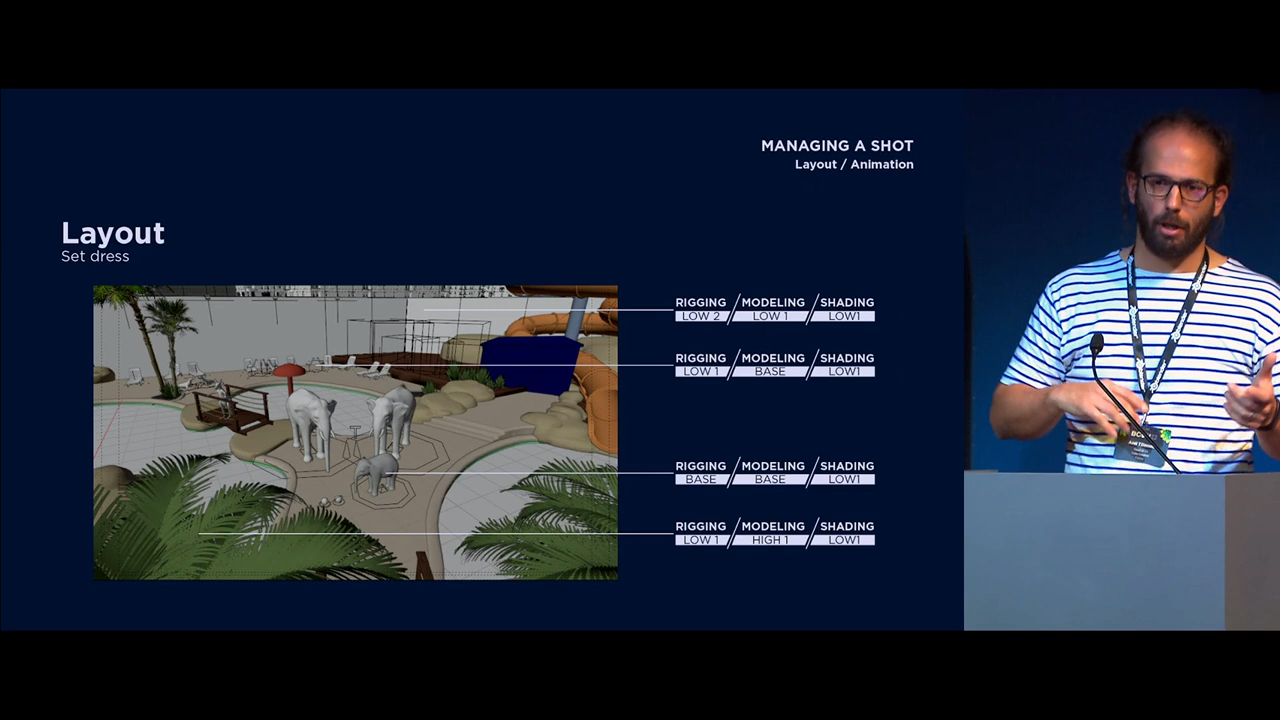 MANAGING A SHOT
Layout / Animation
Layout
Set dress
RIGGING / MODELING / SHADING
LOW 2 / LOW 1 / LOW1
RIGGING / MODELING / SHADING
LOW 1 / BASE / LOW1
RIGGING / MODELING / SHADING
BASE / BASE / LOW1
RIGGING / MODELING / SHADING
LOW 1 / HIGH 1 / LOW1